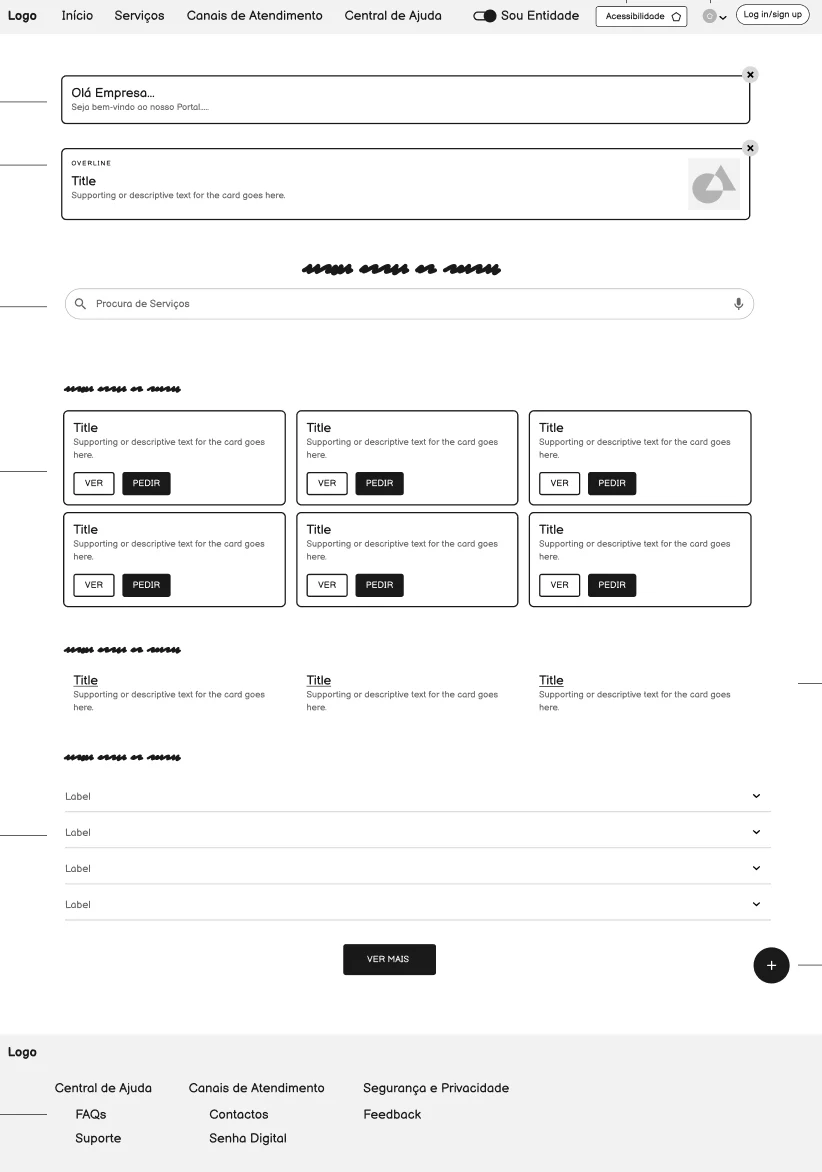 Logo Início Serviços Canais de Atendimento Central de Ajuda Sou Entidade Acessibilidade Log in/sign up
Olá Empresa...
Seja bem-vindo ao nosso Portal....
OVERLINE
Title
Supporting or descriptive text for the card goes here.
Procura de Serviços
Title
Supporting or descriptive text for the card goes
here.
VER PEDIR
Title
Supporting or descriptive text for the card goes
here.
VER PEDIR
Title
Supporting or descriptive text for the card goes
here.
VER PEDIR
Title
Supporting or descriptive text for the card goes
here.
VER PEDIR
Title
Supporting or descriptive text for the card goes
here.
VER PEDIR
Title
Supporting or descriptive text for the card goes
here.
VER PEDIR
Title
Supporting or descriptive text for the card goes
here.
Title
Supporting or descriptive text for the card goes
here.
Title
Supporting or descriptive text for the card goes
here.
Label
Label
Label
Label
VER MAIS
Logo
Central de Ajuda
FAQs
Suporte
Canais de Atendimento
Contactos
Senha Digital
Segurança e Privacidade
Feedback